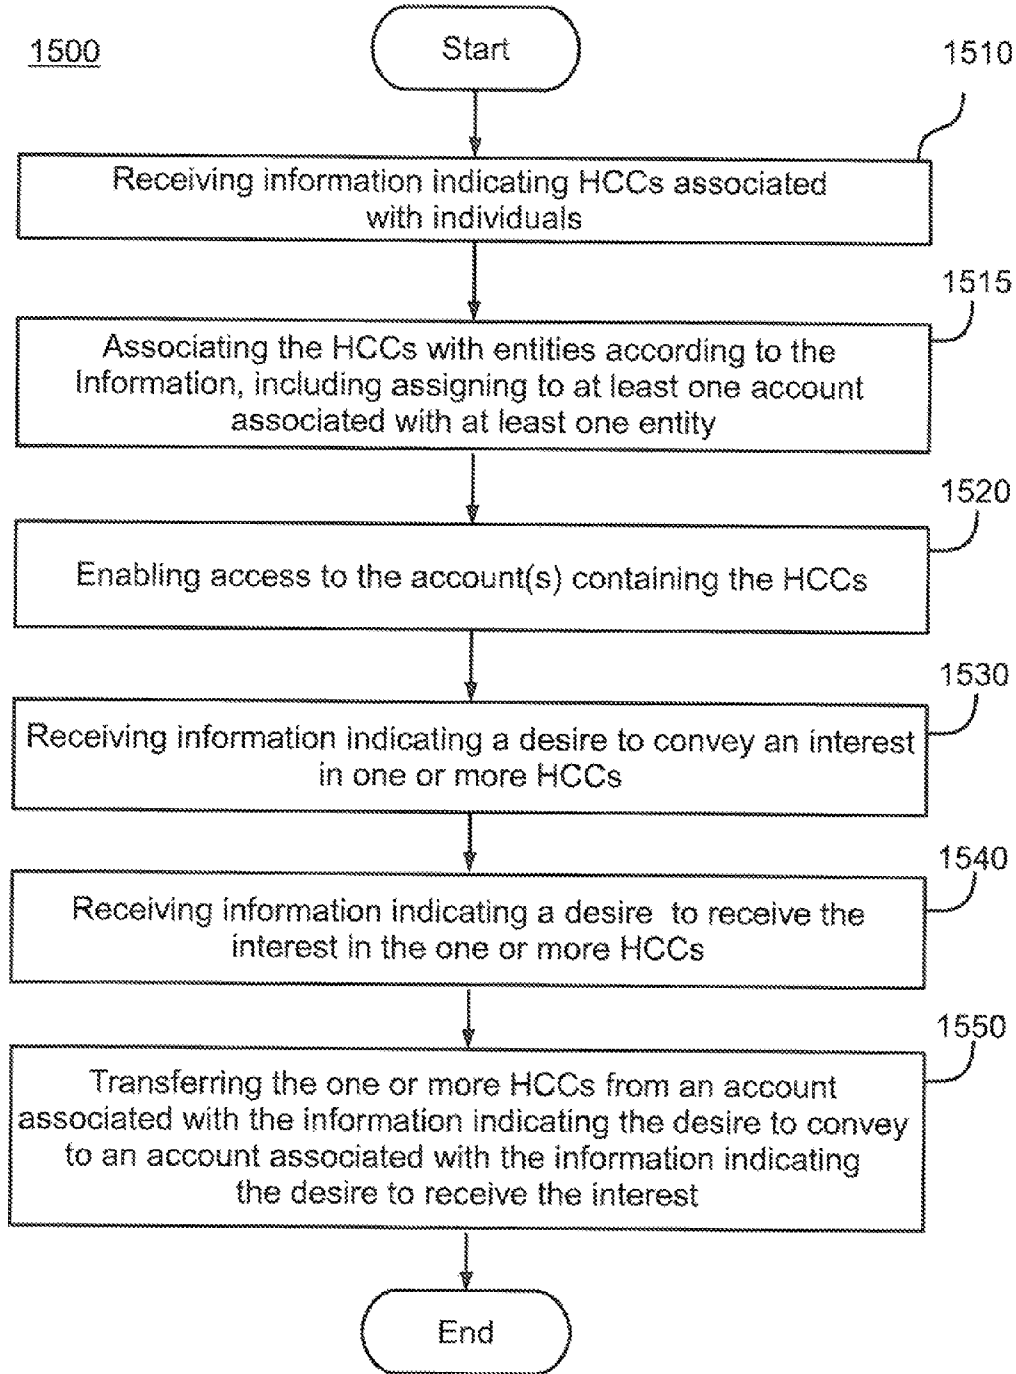 1500
Start
1510
Receiving information indicating HCCs associated
with individuals
1515
Associating the HCCs with entities according to the
Information, including assigning to at least one account
associated with at least one entity
1520
Enabling access to the account(s) containing the HCCs
1530
Receiving information indicating a desire to convey an interest
in one or more HCCs
1540
Receiving information indicating a desire to receive the
interest in the one or more HCCs
1550
Transferring the one or more HCCs from an account
associated with the information indicating the desire to convey
to an account associated with the information indicating
the desire to receive the interest
End